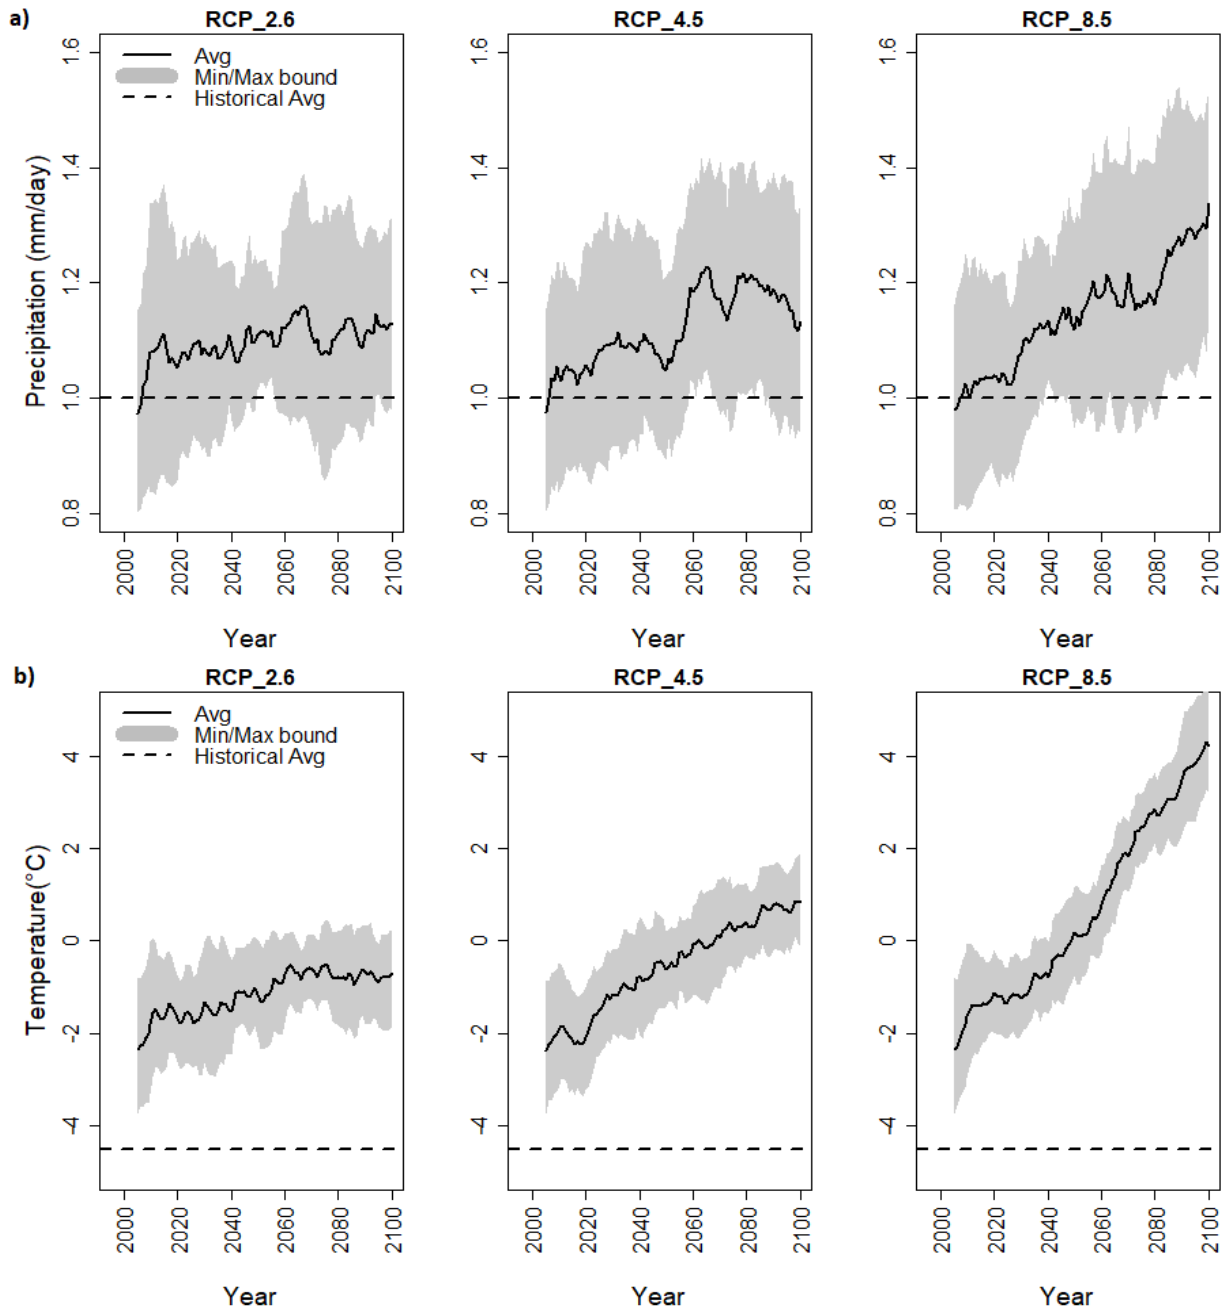 a)
RCP_2.6
RCP_4.5
RCP_8.5
Avg
Min/Max bound
Historical Avg
Precipitation (mm/day)
0.8 1.0 1.2 1.4 1.6
0.8 1.0 1.2 1.4 1.6
0.8 1.0 1.2 1.4 1.6
2000 2020 2040 2060 2080 2100
2000 2020 2040 2060 2080 2100
2000 2020 2040 2060 2080 2100
Year
Year
Year
b)
RCP_2.6
RCP_4.5
RCP_8.5
Avg
Min/Max bound
Historical Avg
Temperature(°C)
-4 -2 0 2 4
-4 -2 0 2 4
-4 -2 0 2 4
2000 2020 2040 2060 2080 2100
2000 2020 2040 2060 2080 2100
2000 2020 2040 2060 2080 2100
Year
Year
Year